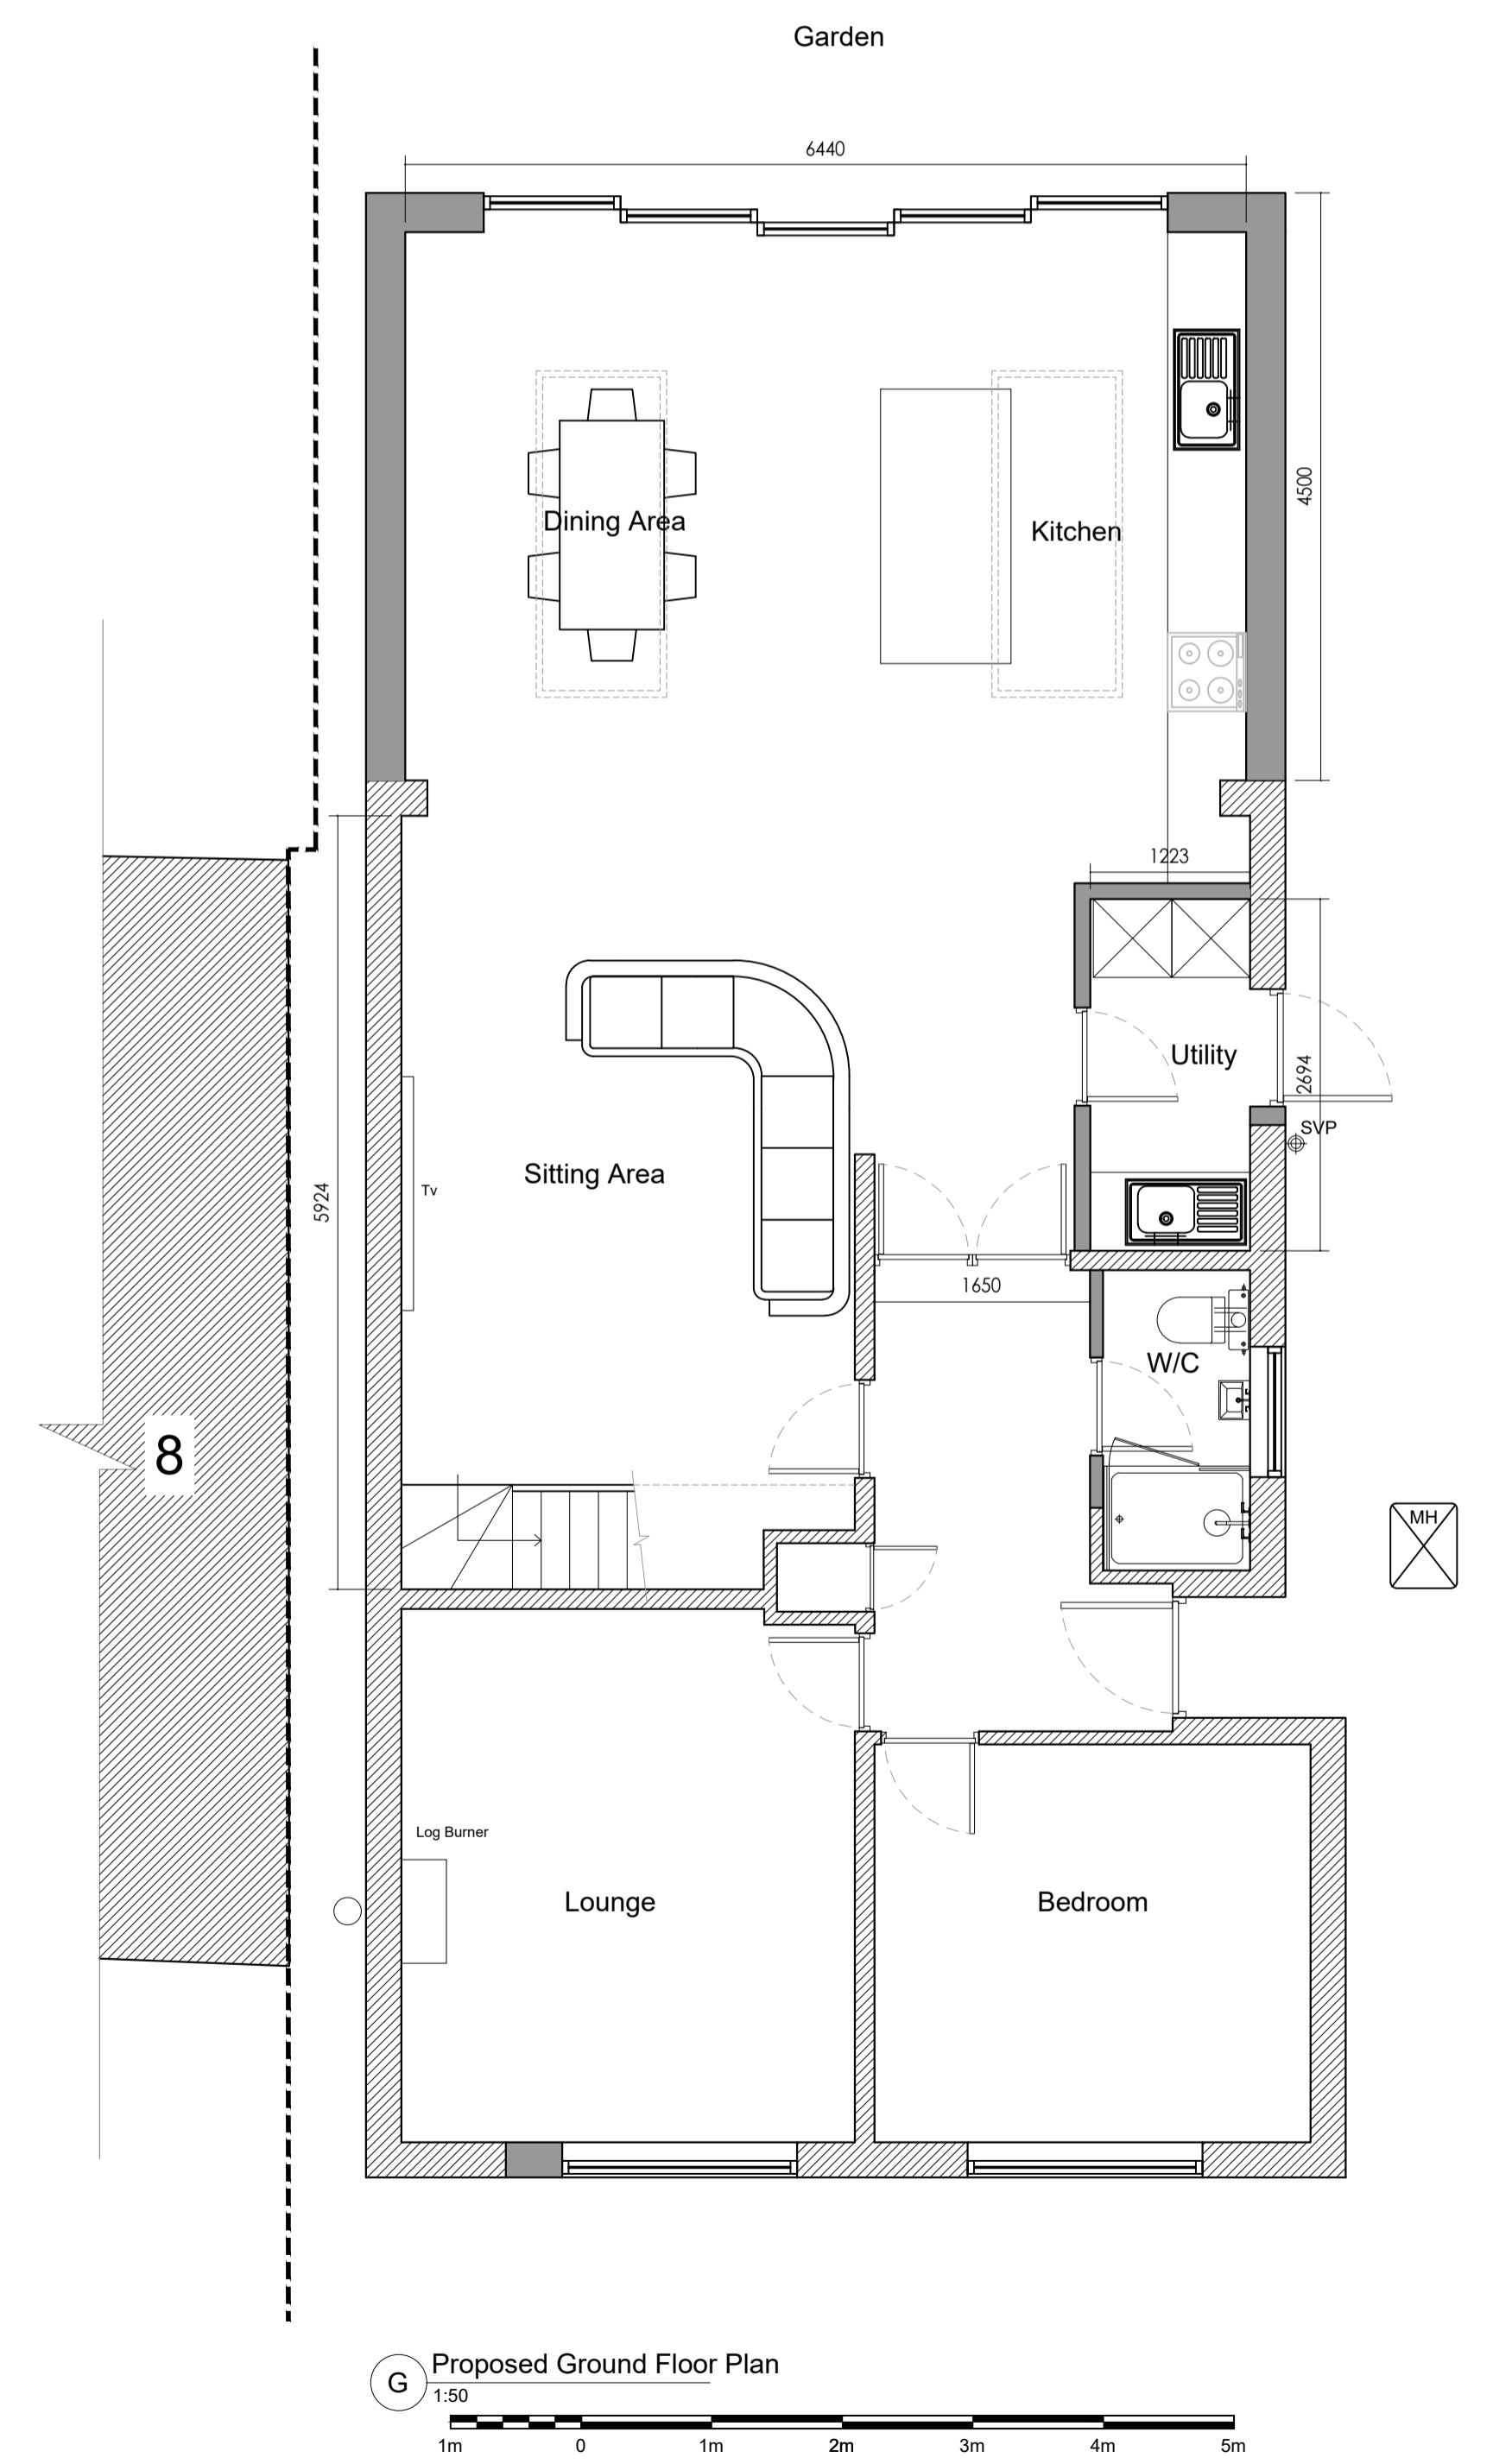 Garden
6440
4500
Dining Area
Kitchen
1223
Utility
2694
SVP
Sitting Area
Tv
5924
1650
W/C
8
MH
Log Burner
Lounge
Bedroom
G
Proposed Ground Floor Plan
1:50
1m 0 1m 2m 3m 4m 5m